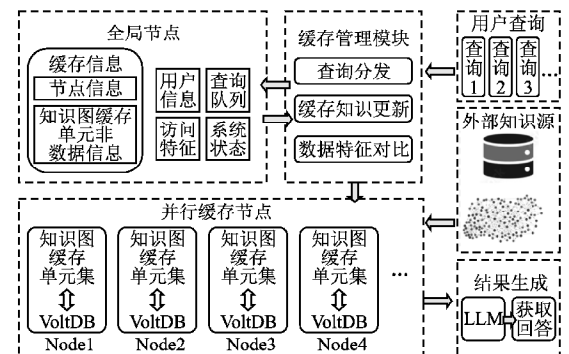 全局节点
缓存信息
节点信息
知识图缓存
单元非
数据信息
用户
信息
查询
队列
访问
特征
系统
状态
缓存管理模块
查询分发
缓存知识更新
数据特征对比
用户查询
查
询
1
查
询
2
查
询
3
...
外部知识源
并行缓存节点
知识图
缓存
单元集
VoltDB
Node1
知识图
缓存
单元集
VoltDB
Node2
知识图
缓存
单元集
VoltDB
Node3
知识图
缓存
单元集
VoltDB
Node4
...
结果生成
LLM
获取
回答